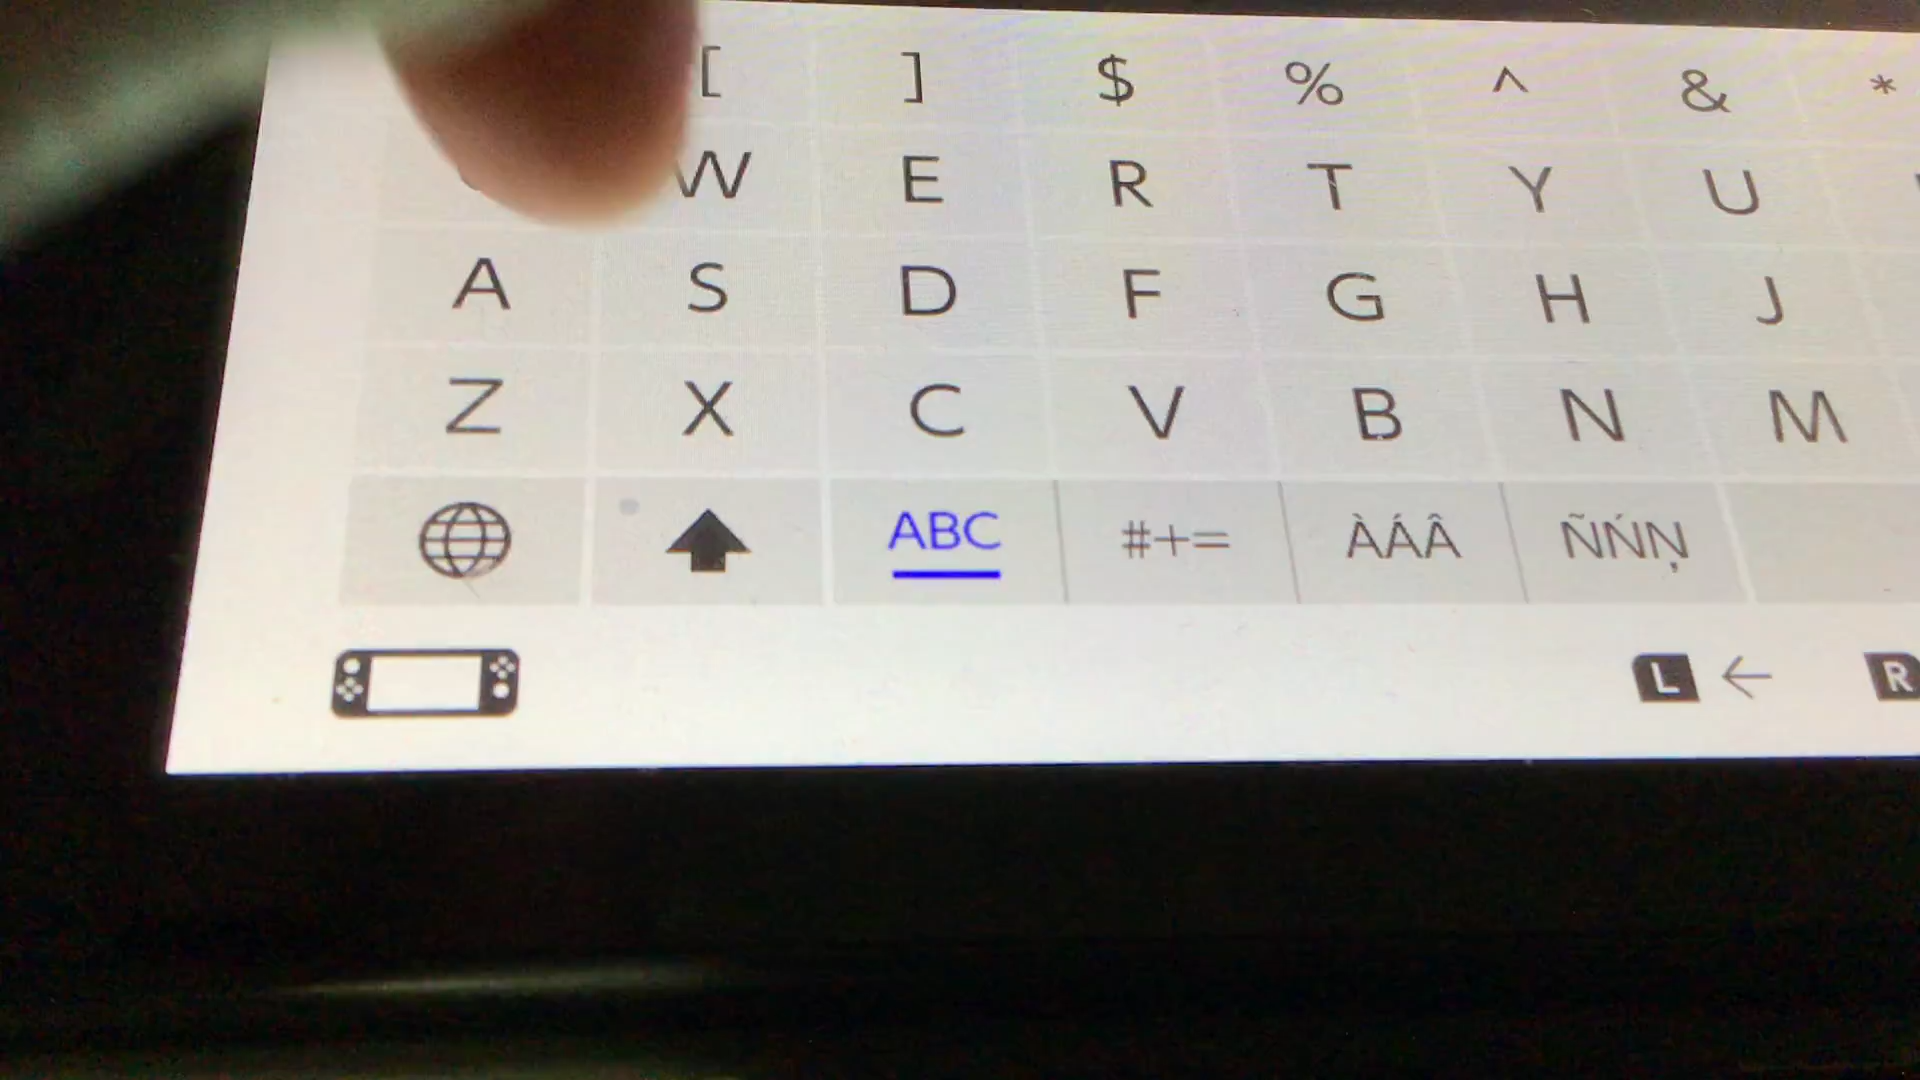 [ ] $ % ^ & *
W E R T Y U
A S D F G H J
Z X C V B N M
ABC #+= ÀÁÂ ÑŃŅ
L ← R